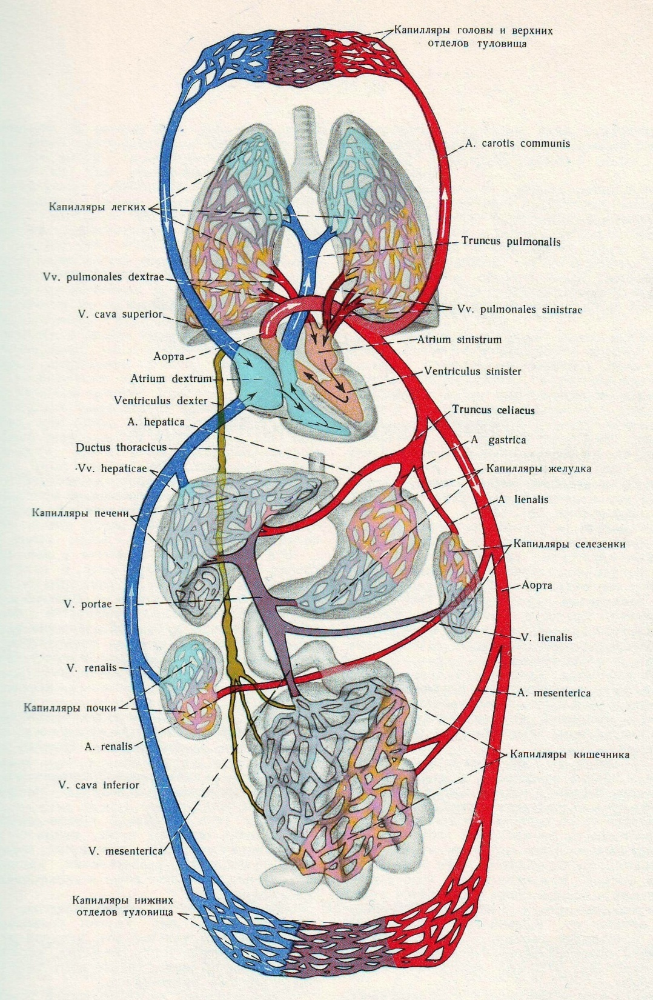 Капилляры головы и верхних
отделов туловища
A. carotis communis
Капилляры легких
Truncus pulmonalis
Vv. pulmonales dextrae
Vv. pulmonales sinistrae
V. cava superior
Atrium sinistrum
Аорта
Ventriculus sinister
Atrium dextrum
Ventriculus dexter
Truncus celiacus
A. hepatica
A gastrica
Ductus thoracicus
Vv. hepaticae
Капилляры желудка
A lienalis
Капилляры печени
Капилляры селезенки
Аорта
V. portae
V. lienalis
V. renalis
A. mesenterica
Капилляры почки
A. renalis
Капилляры кишечника
V. cava inferior
V. mesenterica
Капилляры нижних
отделов туловища